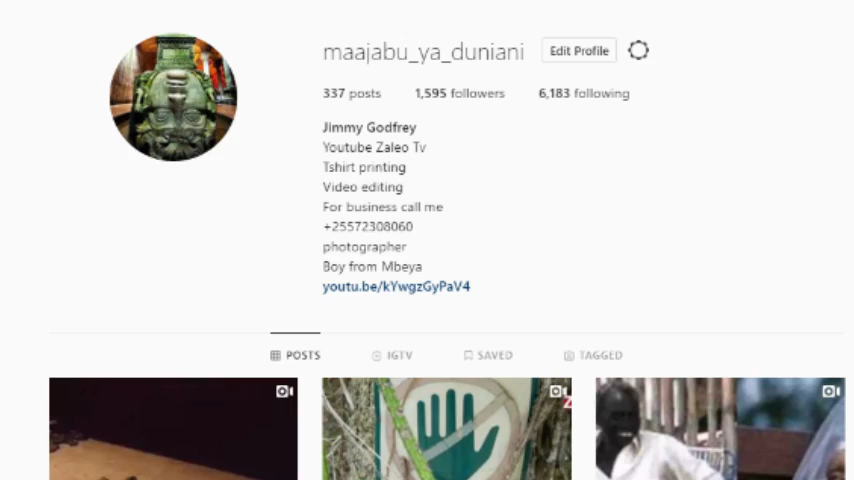 maajabu_ya_duniani Edit Profile
337 posts 1,595 followers 6,183 following
Jimmy Godfrey
Youtube Zaleo Tv
Tshirt printing
Video editing
For business call me
+25572308060
photographer
Boy from Mbeya
youtu.be/kYwgzGyPaV4
POSTS IGTV SAVED TAGGED